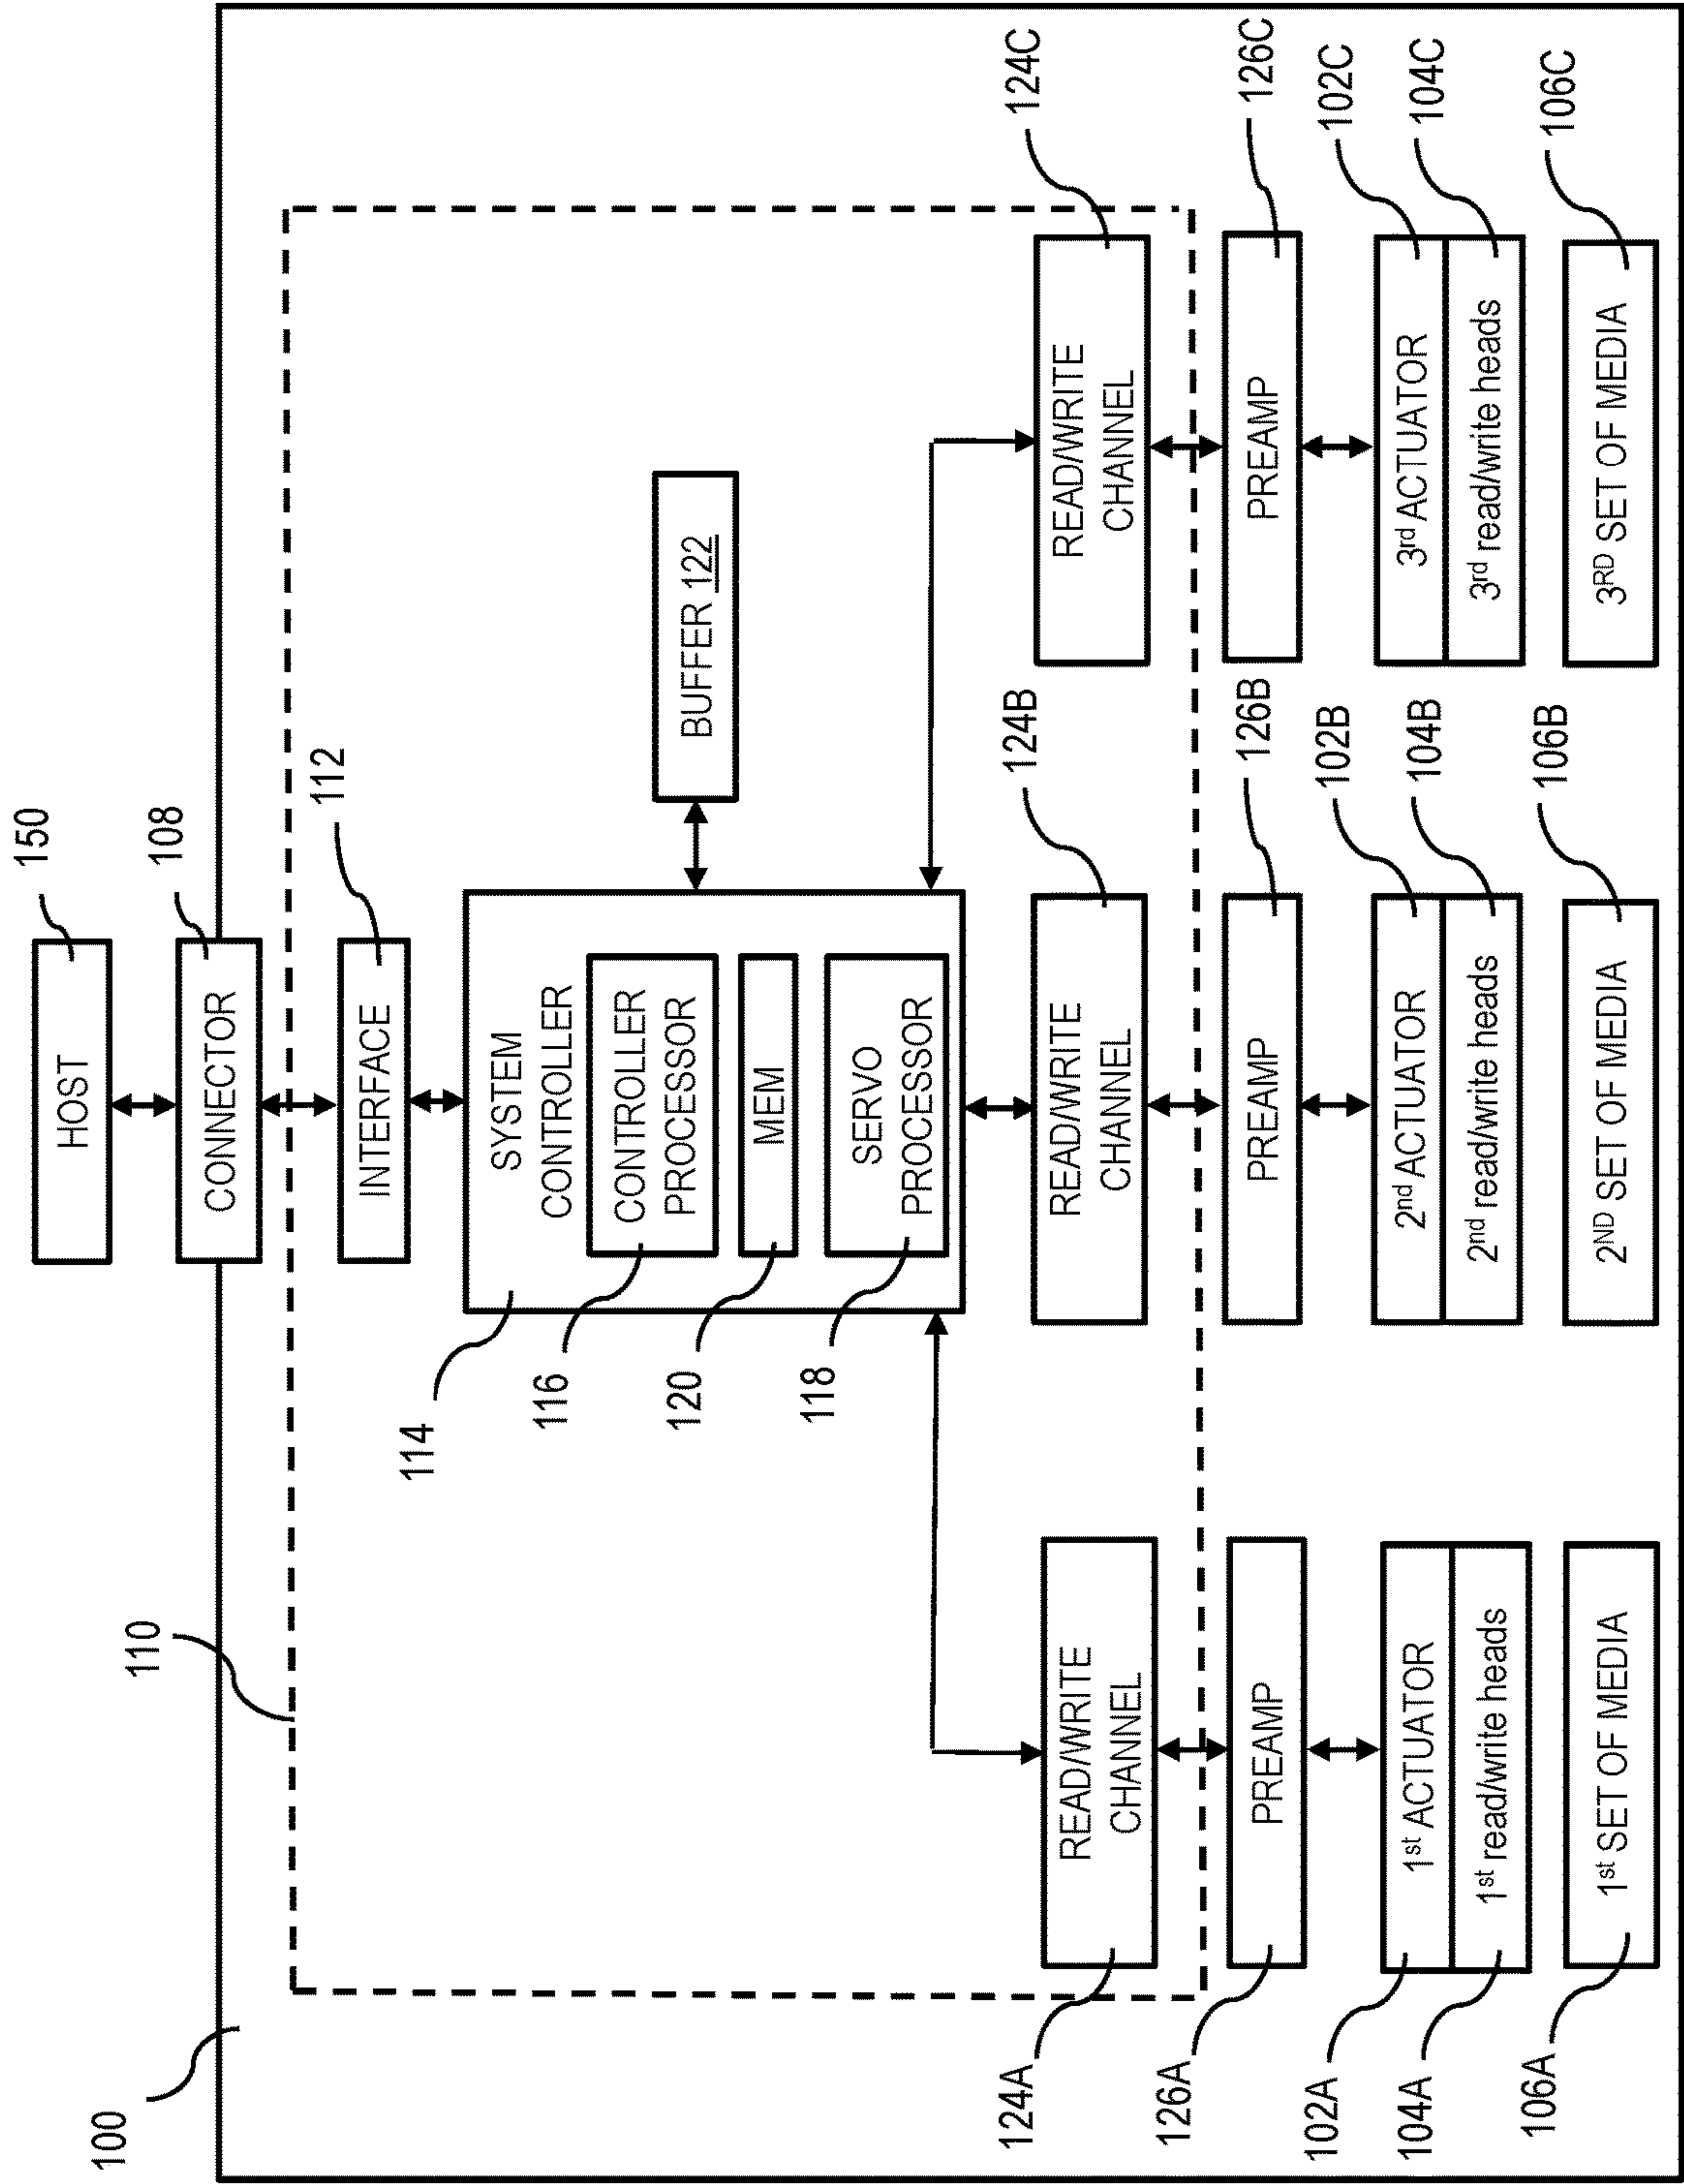 150
HOST
108
CONNECTOR
100
110
112
INTERFACE
114
SYSTEM
CONTROLLER
116
CONTROLLER
PROCESSOR
120
MEM
118
SERVO
PROCESSOR
BUFFER 122
124A
READ/WRITE
CHANNEL
124B
READ/WRITE
CHANNEL
124C
READ/WRITE
CHANNEL
126A
PREAMP
126B
PREAMP
126C
PREAMP
102A
1st ACTUATOR
102B
2nd ACTUATOR
102C
3rd ACTUATOR
104A
1st read/write heads
104B
2nd read/write heads
104C
3rd read/write heads
106A
1st SET OF MEDIA
106B
2ND SET OF MEDIA
106C
3RD SET OF MEDIA